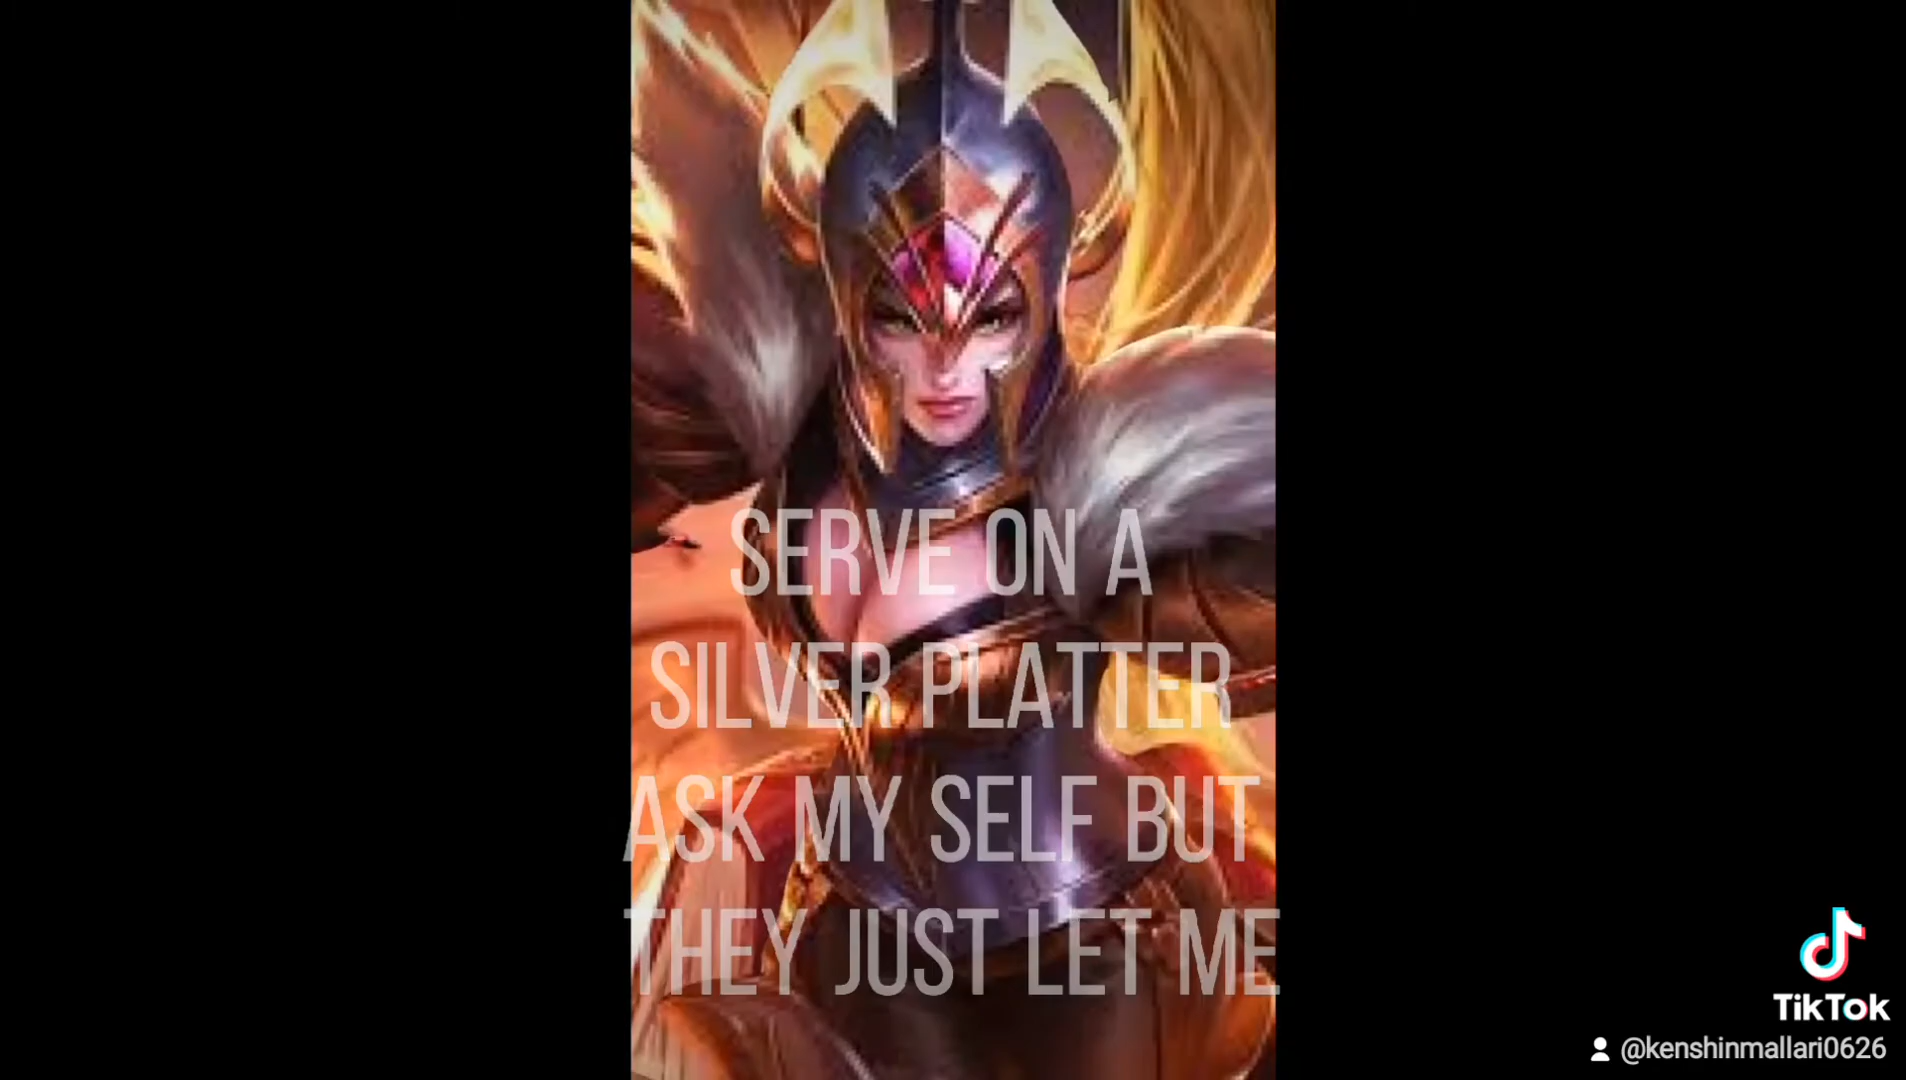 SERVE ON A
SILVER PLATTER
ASK MY SELF BUT
THEY JUST LET ME
TikTok
@kenshinmallari0626